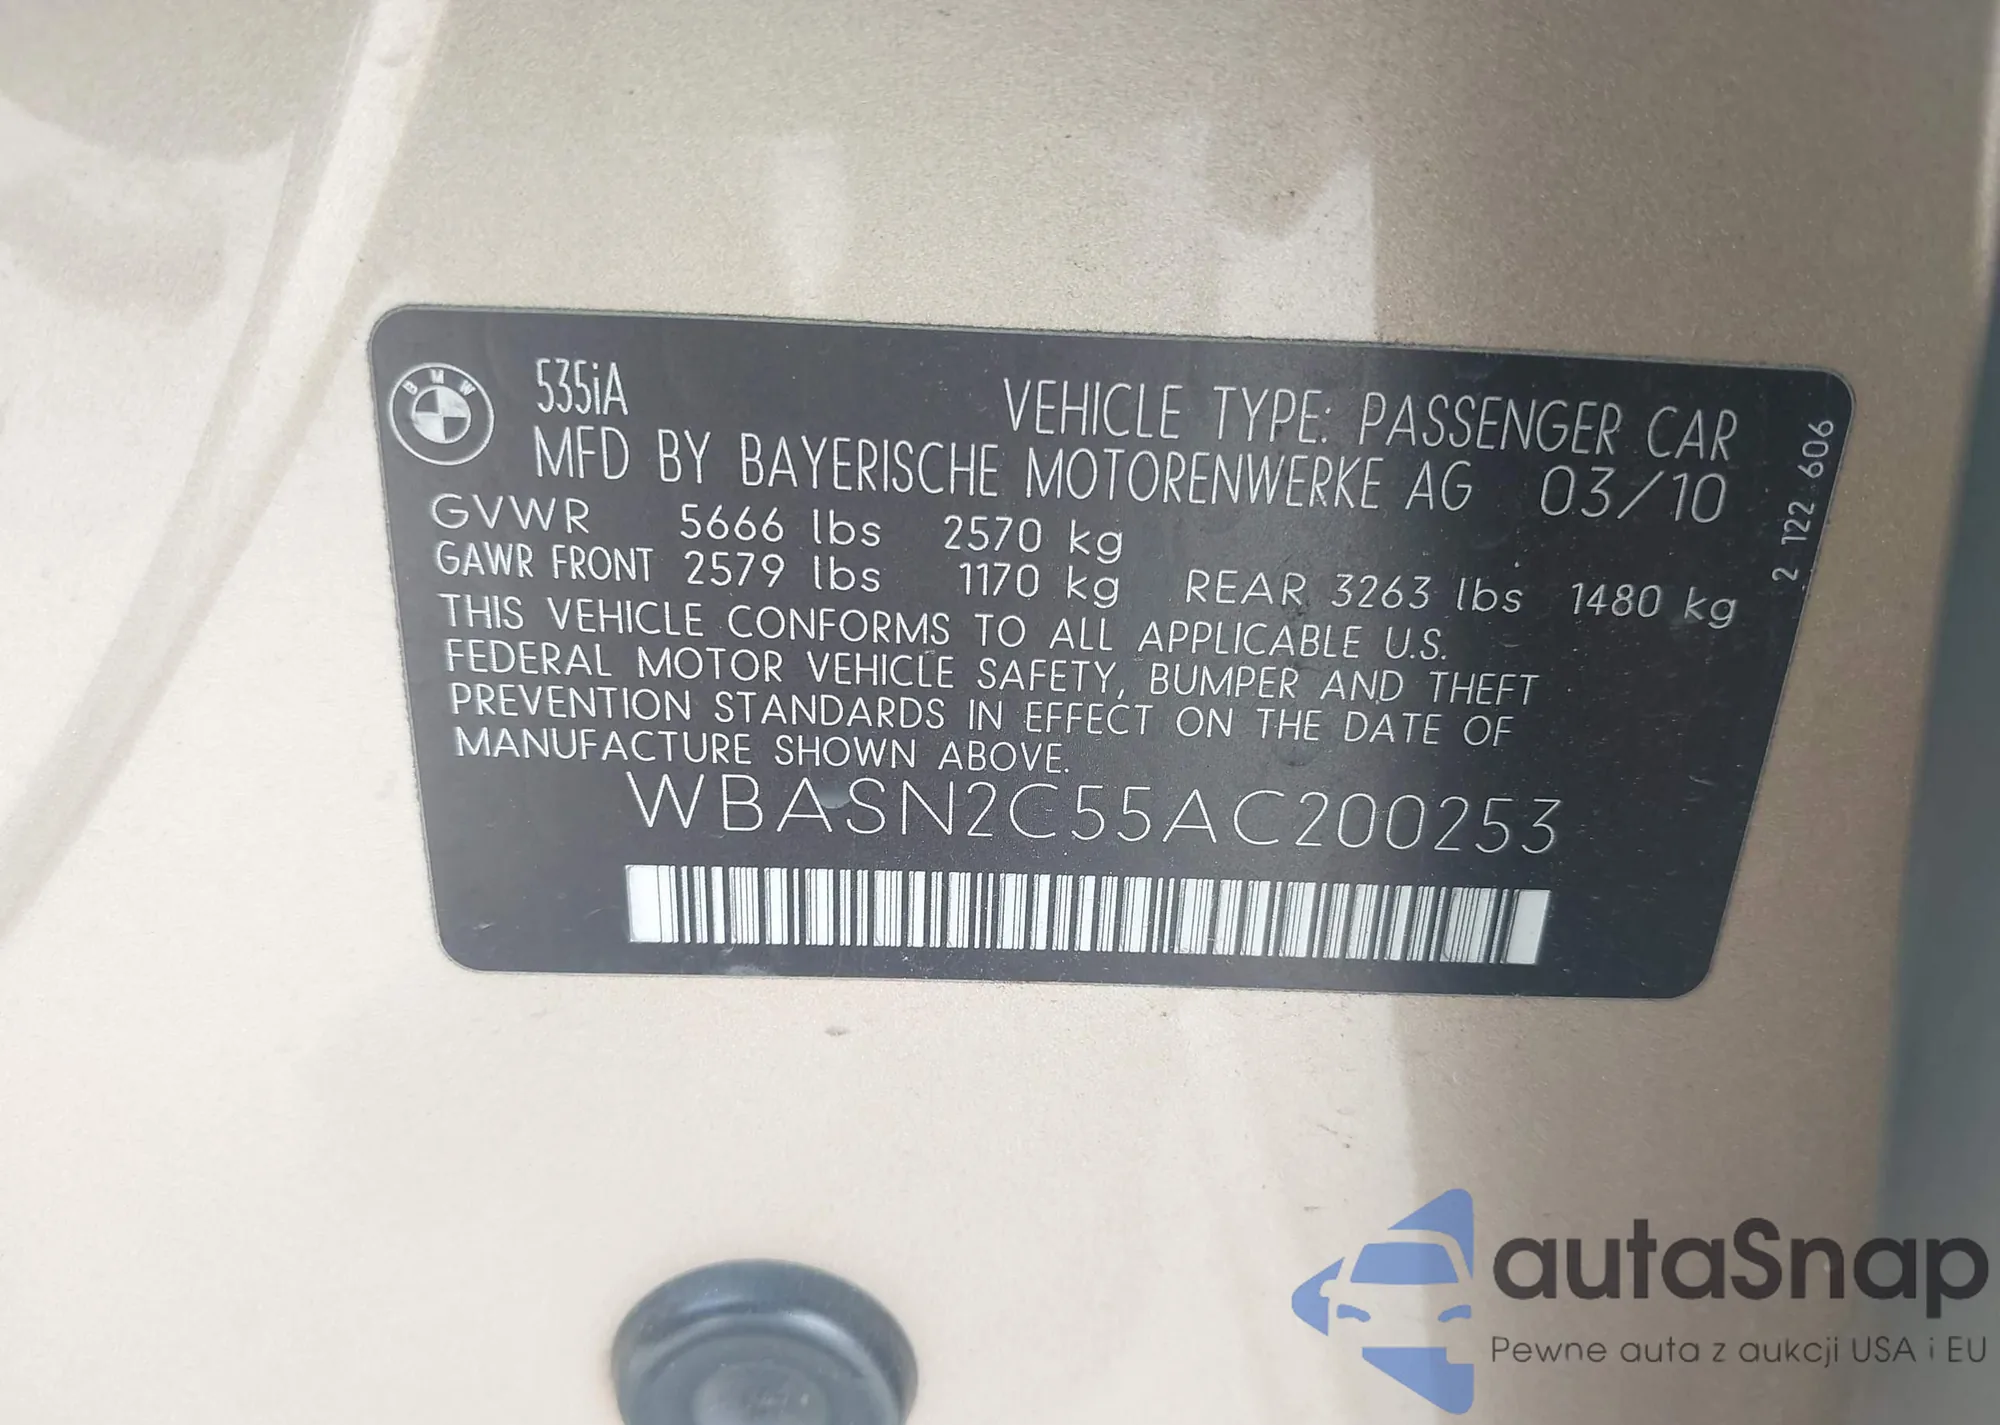 BMW
535iA
VEHICLE TYPE: PASSENGER CAR
MFD BY BAYERISCHE MOTORENWERKE AG 03/10
GVWR 5666 lbs 2570 kg
GAWR FRONT 2579 lbs 1170 kg REAR 3263 lbs 1480 kg
THIS VEHICLE CONFORMS TO ALL APPLICABLE U.S.
FEDERAL MOTOR VEHICLE SAFETY, BUMPER AND THEFT
PREVENTION STANDARDS IN EFFECT ON THE DATE OF
MANUFACTURE SHOWN ABOVE.
WBASN2C55AC200253
2 122 606
autaSnap
Pewne auta z aukcji USA i EU